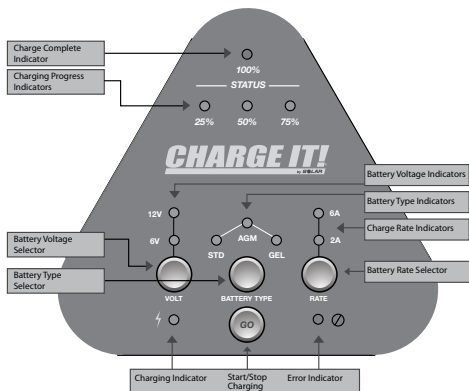 Charge Complete
Indicator
Charging Progress
Indicators
100%
STATUS
25% 50% 75%
CHARGE IT!
by SOLAR
Battery Voltage Indicators
Battery Type Indicators
Charge Rate Indicators
12V
6V
AGM
STD
GEL
6A
2A
Battery Voltage
Selector
Battery Type
Selector
Battery Rate Selector
VOLT
BATTERY TYPE
RATE
GO
Charging Indicator
Start/Stop
Charging
Error Indicator